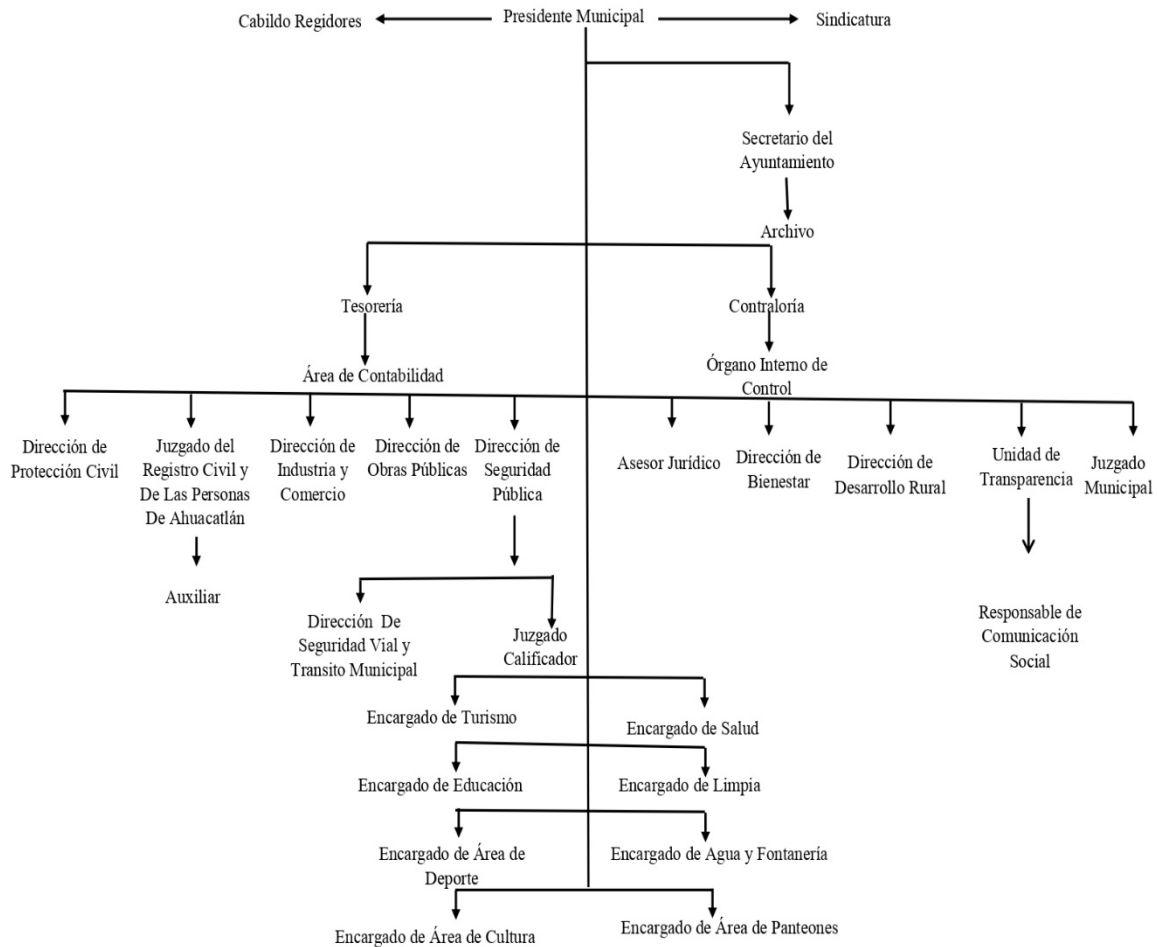 Cabildo Regidores
Presidente Municipal
Sindicatura
Secretario del
Ayuntamiento
Archivo
Tesorería
Contraloría
Área de Contabilidad
Órgano Interno de
Control
Dirección de
Protección Civil
Juzgado del
Registro Civil y
De Las Personas
De Ahuacatlán
Dirección de
Industria y
Comercio
Dirección de
Obras Públicas
Dirección de
Seguridad
Pública
Asesor Jurídico
Dirección de
Bienestar
Dirección de
Desarrollo Rural
Unidad de
Transparencia
Juzgado
Municipal
Auxiliar
Dirección De
Seguridad Vial y
Transito Municipal
Juzgado
Calificador
Responsable de
Comunicación
Social
Encargado de Turismo
Encargado de Salud
Encargado de Educación
Encargado de Limpia
Encargado de Área de
Deporte
Encargado de Agua y Fontanería
Encargado de Área de Cultura
Encargado de Área de Panteones